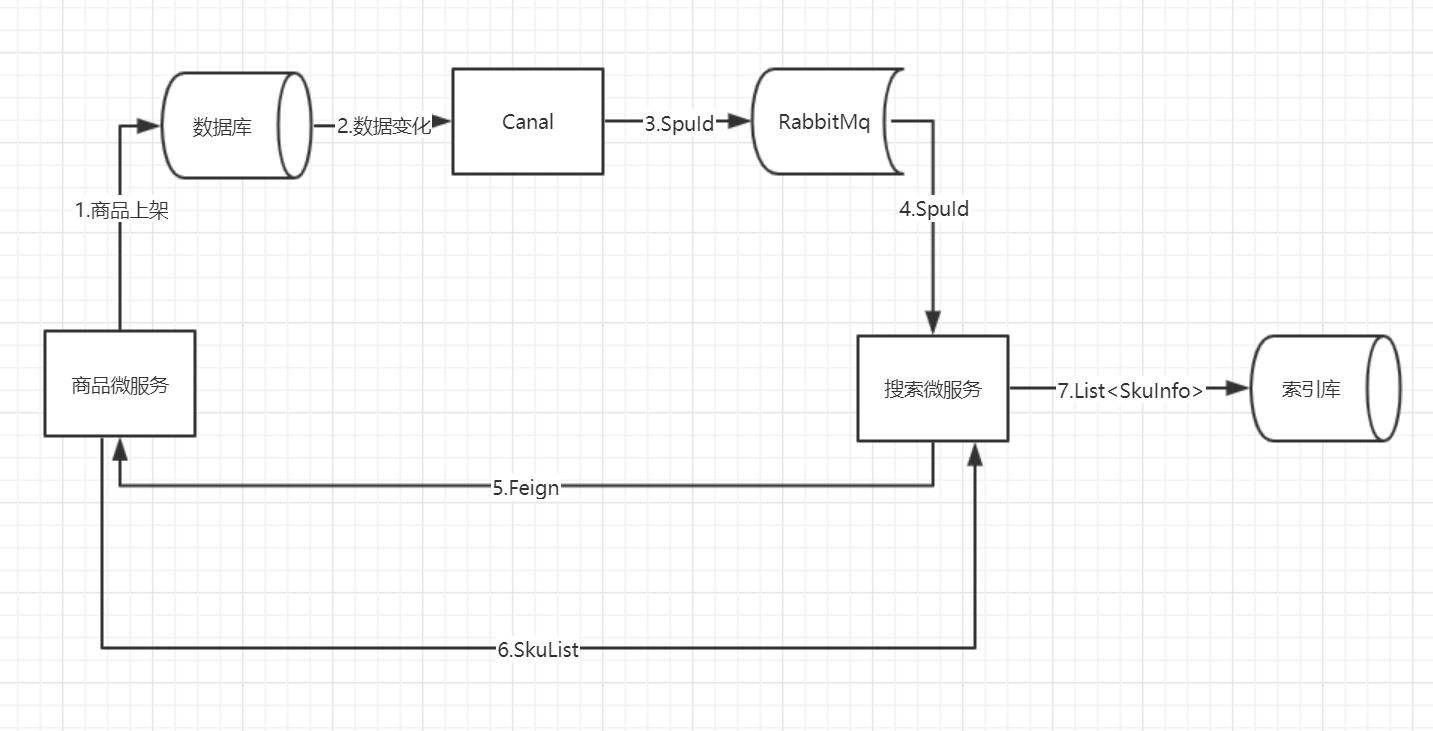 数据库
2.数据变化
Canal
3.SpuId
RabbitMq
1.商品上架
4.SpuId
商品微服务
搜索微服务
7.List<SkuInfo>
索引库
5.Feign
6.SkuList